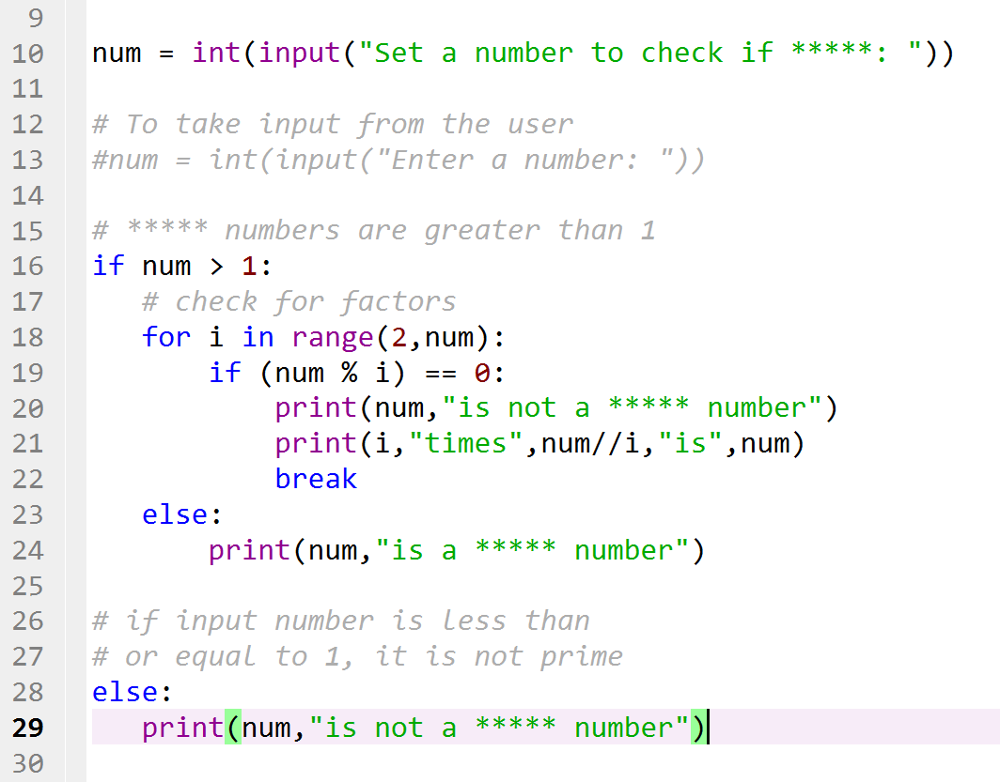 9
10 num = int(input("Set a number to check if *****: "))
11
12 # To take input from the user
13 #num = int(input("Enter a number: "))
14
15 # ***** numbers are greater than 1
16 if num > 1:
17    # check for factors
18    for i in range(2,num):
19        if (num % i) == 0:
20            print(num,"is not a ***** number")
21            print(i,"times",num//i,"is",num)
22            break
23    else:
24        print(num,"is a ***** number")
25
26 # if input number is less than
27 # or equal to 1, it is not prime
28 else:
29    print(num,"is not a ***** number")
30